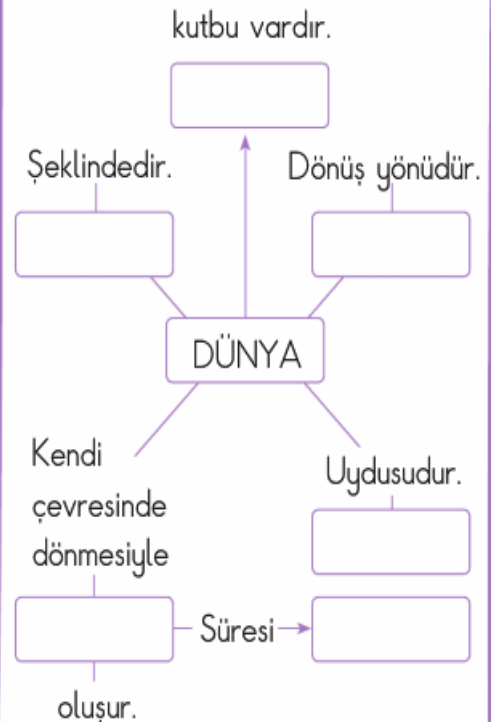 kutbu vardır.
Şeklindedir.
Dönüş yönüdür.
DÜNYA
Kendi
çevresinde
dönmesiyle
Uydusudur.
Süresi
oluşur.